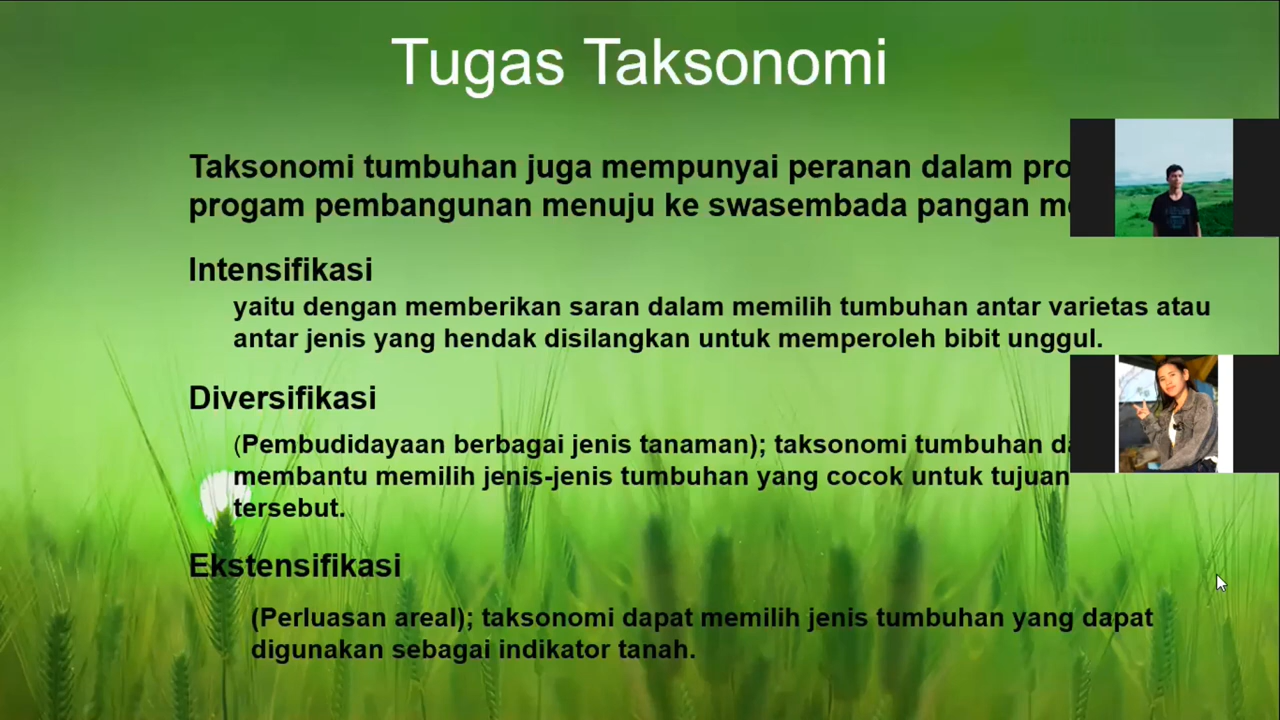 Tugas Taksonomi
Taksonomi tumbuhan juga mempunyai peranan dalam
progam pembangunan menuju ke swasembada pangan
Intensifikasi
yaitu dengan memberikan saran dalam memilih tumbuhan antar varietas atau
antar jenis yang hendak disilangkan untuk memperoleh bibit unggul.
Diversifikasi
(Pembudidayaan berbagai jenis tanaman); taksonomi tumbuhan
membantu memilih jenis-jenis tumbuhan yang cocok untuk tujuan
tersebut.
Ekstensifikasi
(Perluasan areal); taksonomi dapat memilih jenis tumbuhan yang dapat
digunakan sebagai indikator tanah.